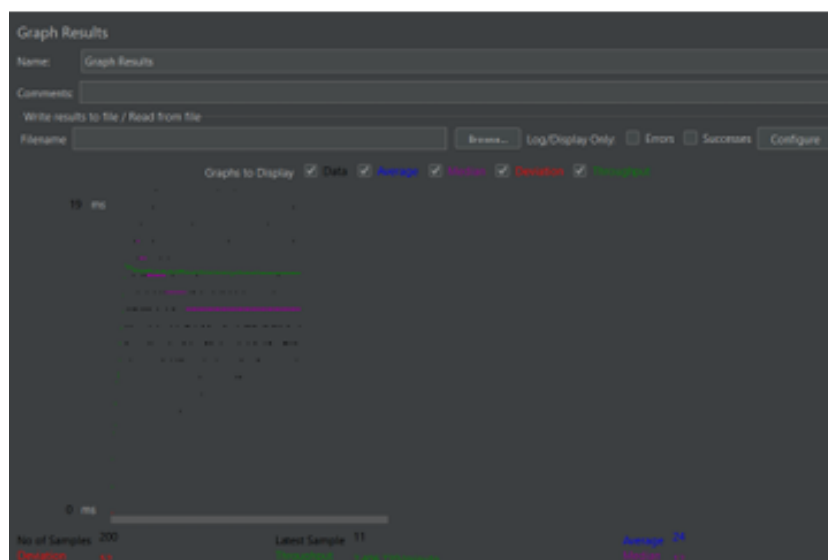 Graph Results
Name: Graph Results
Comments:
Write results to file / Read from file
Filename Browse... Log/Display Only: Errors Successes Configure
Graphs to Display Data Average Median Deviation Throughput
19 ms
0 ms
No of Samples 200 Latest Sample 11 Average 24
Deviation Throughput Median